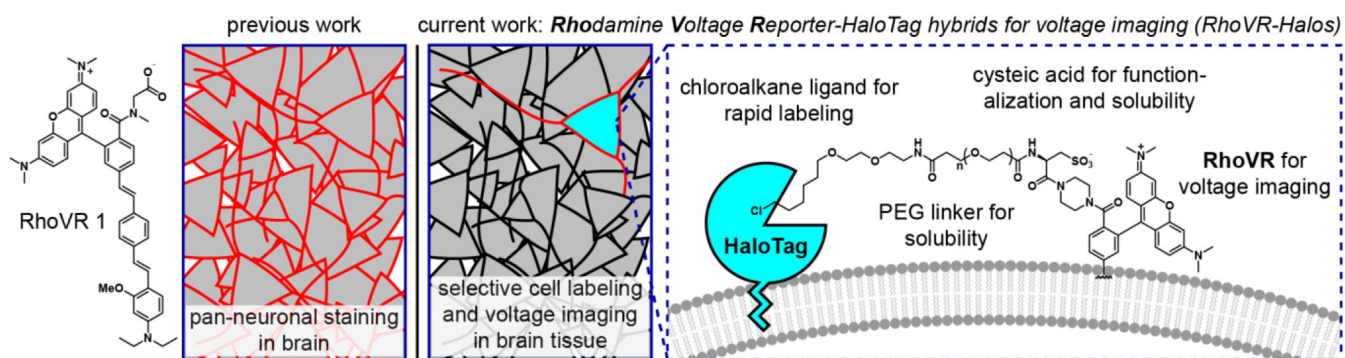 previous work
current work: Rhodamine Voltage Reporter-HaloTag hybrids for voltage imaging (RhoVR-Halos)
N
+
O
O
O-
O
N
N
MeO
N
RhoVR 1
pan-neuronal staining
in brain
selective cell labeling
and voltage imaging
in brain tissue
chloroalkane ligand for
rapid labeling
cysteic acid for function-
alization and solubility
RhoVR for
voltage imaging
PEG linker for
solubility
O
O
H
N
O
n
O
O
H
N
SO3-
O
N
N
O
N
+
O
N
Cl
HaloTag